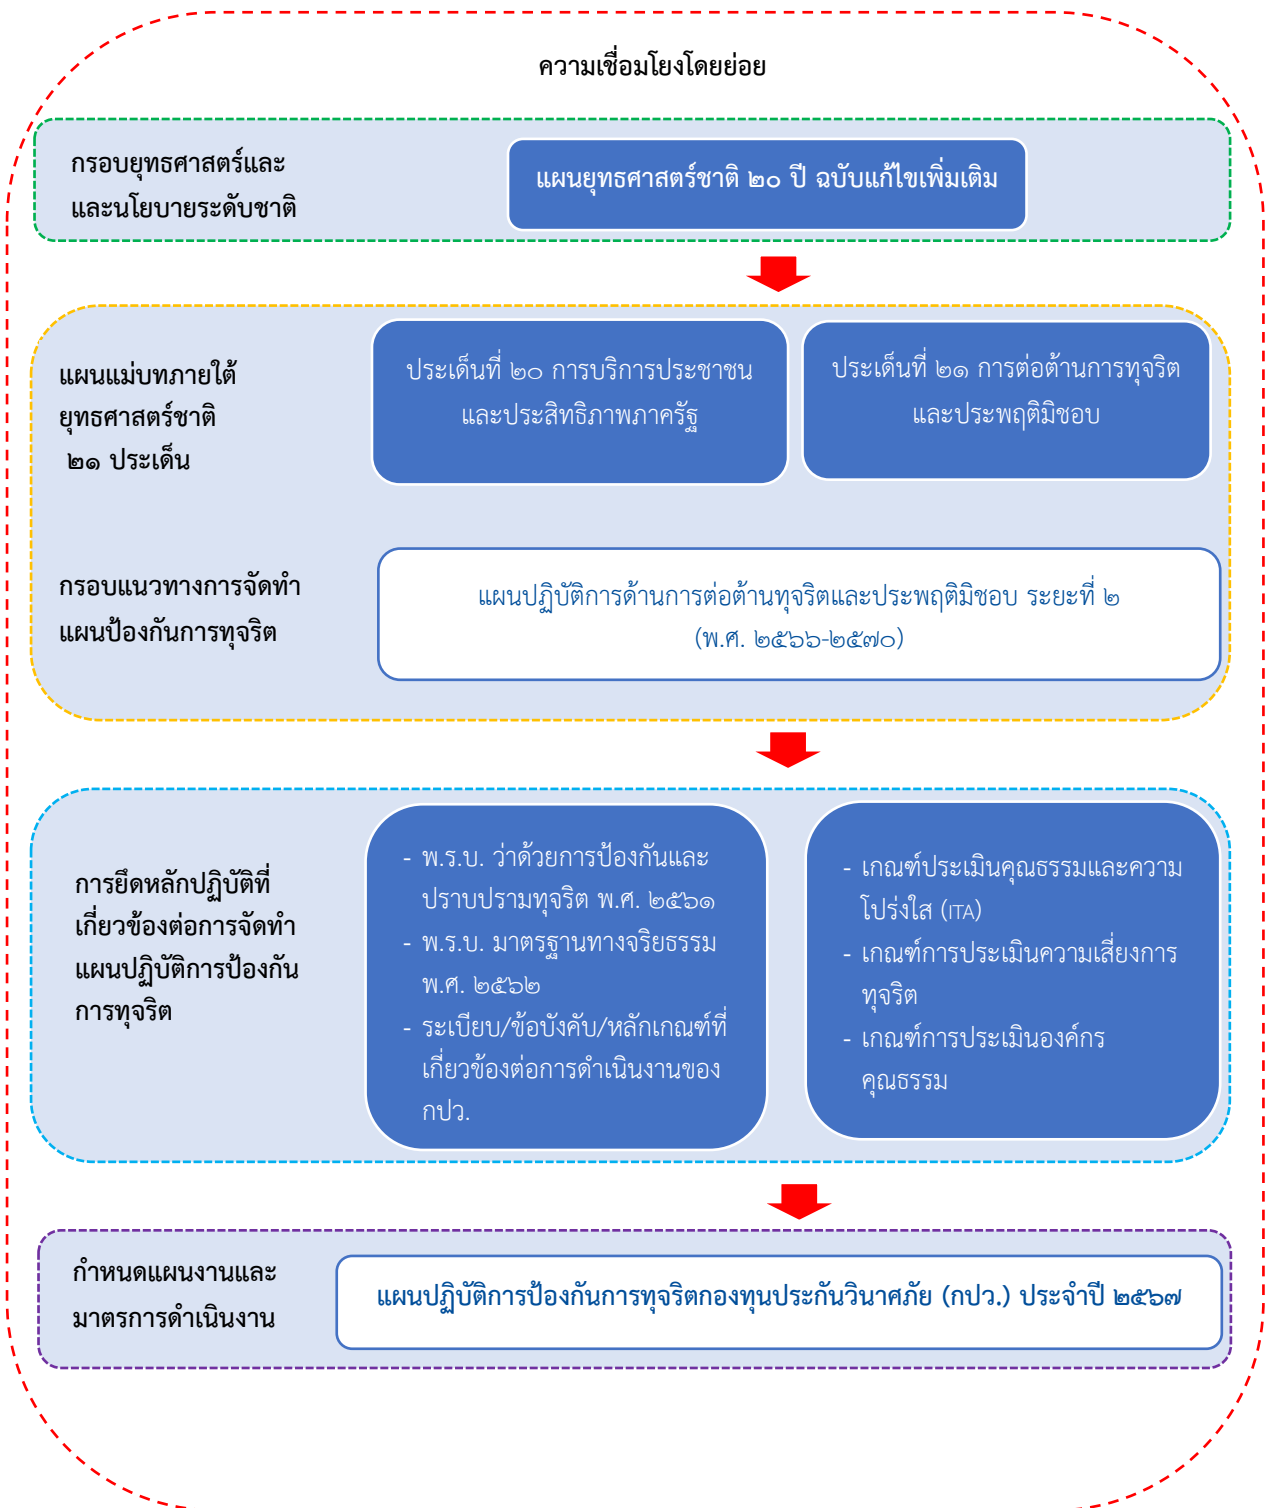 ความเชื่อมโยงโดยย่อย
กรอบยุทธศาสตร์และ
และนโยบายระดับชาติ
แผนยุทธศาสตร์ชาติ ๒๐ ปี ฉบับแก้ไขเพิ่มเติม
แผนแม่บทภายใต้
ยุทธศาสตร์ชาติ
๒๑ ประเด็น
ประเด็นที่ ๒๐ การบริการประชาชน
และประสิทธิภาพภาครัฐ
ประเด็นที่ ๒๑ การต่อต้านการทุจริต
และประพฤติมิชอบ
กรอบแนวทางการจัดทำ
แผนป้องกันการทุจริต
แผนปฏิบัติการด้านการต่อต้านทุจริตและประพฤติมิชอบ ระยะที่ ๒
(พ.ศ. ๒๕๖๖-๒๕๗๐)
การยึดหลักปฏิบัติที่
เกี่ยวข้องต่อการจัดทำ
แผนปฏิบัติการป้องกัน
การทุจริต
- พ.ร.บ. ว่าด้วยการป้องกันและ
ปราบปรามทุจริต พ.ศ. ๒๕๖๑
- พ.ร.บ. มาตรฐานทางจริยธรรม
พ.ศ. ๒๕๖๒
- ระเบียบ/ข้อบังคับ/หลักเกณฑ์ที่
เกี่ยวข้องต่อการดำเนินงานของ
กปว.
- เกณฑ์ประเมินคุณธรรมและความ
โปร่งใส (ITA)
- เกณฑ์การประเมินความเสี่ยงการ
ทุจริต
- เกณฑ์การประเมินองค์กร
คุณธรรม
กำหนดแผนงานและ
มาตรการดำเนินงาน
แผนปฏิบัติการป้องกันการทุจริตกองทุนประกันวินาศภัย (กปว.) ประจำปี ๒๕๖๗